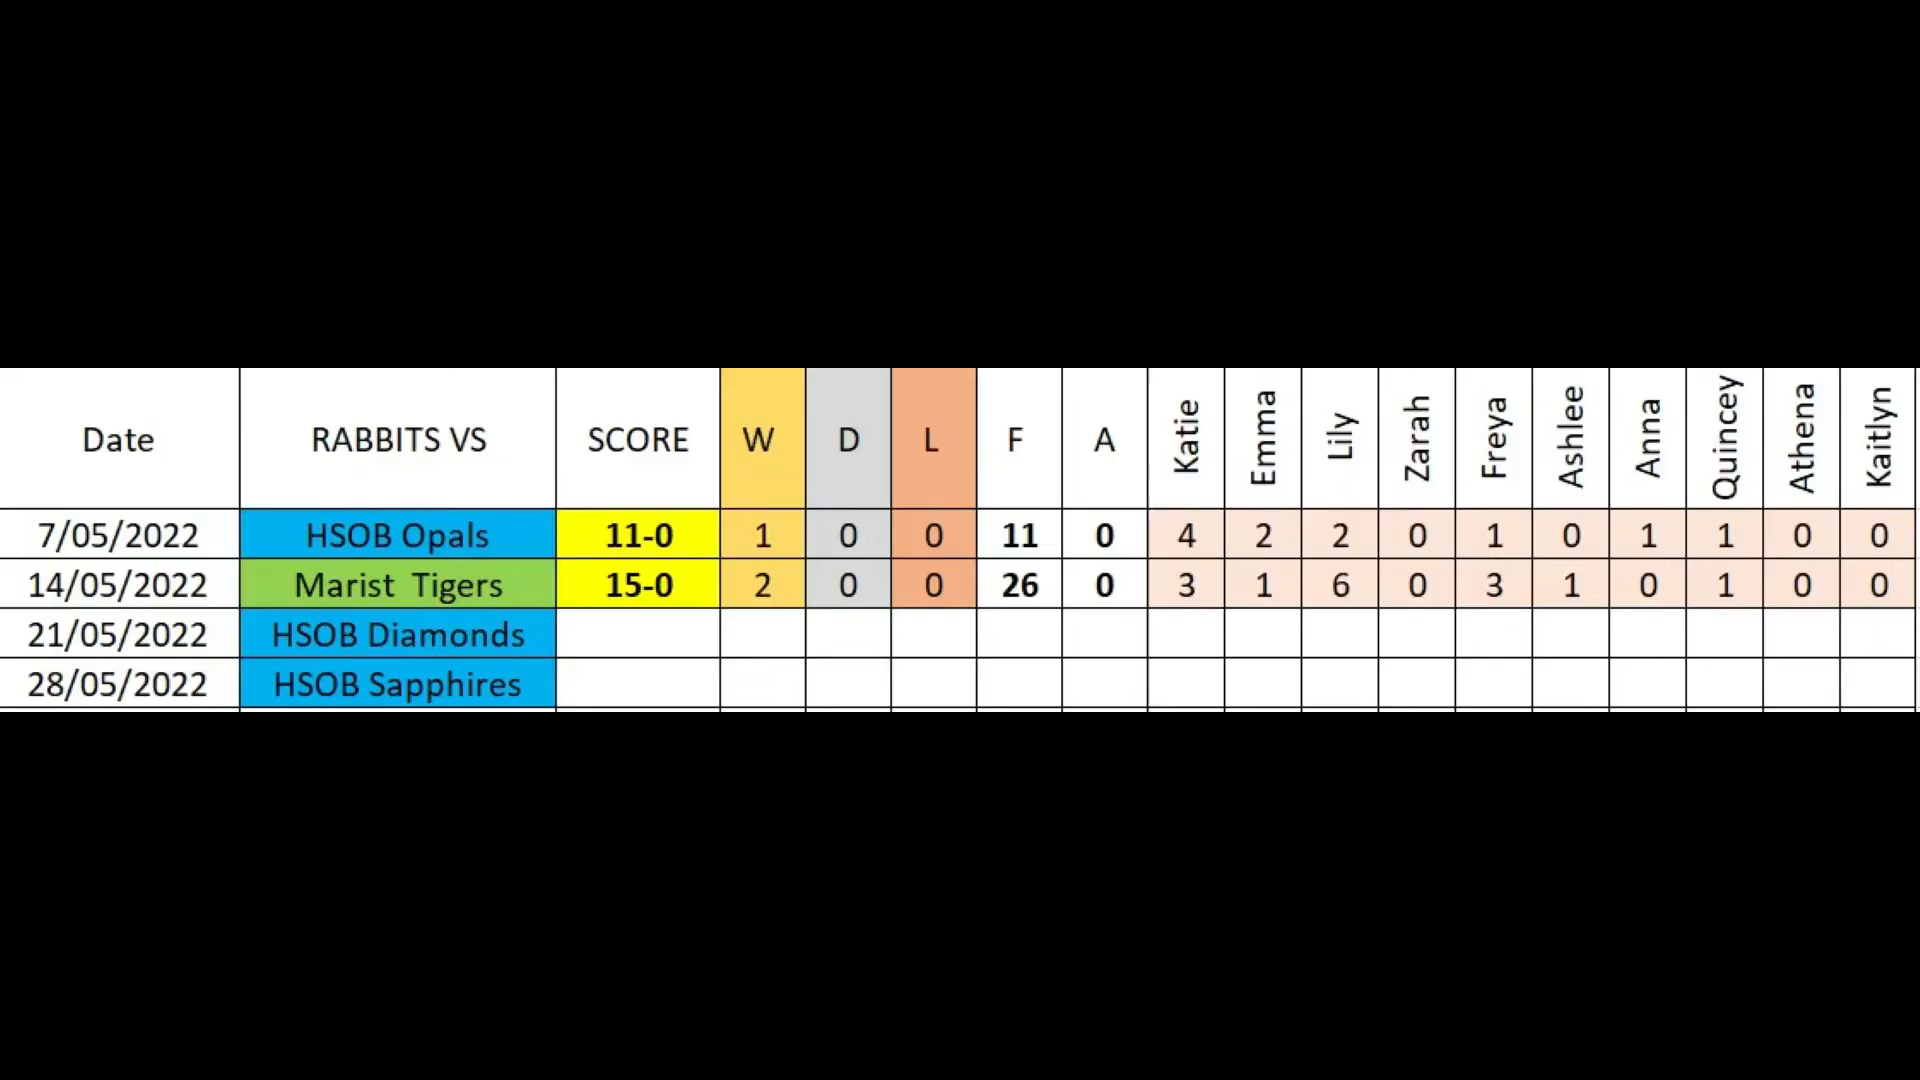 Date RABBITS VS SCORE W D L F A Katie Emma Lily Zarah Freya Ashlee Anna Quincey Athena Kaitlyn
7/05/2022 HSOB Opals 11-0 1 0 0 11 0 4 2 2 0 1 0 1 1 0 0
14/05/2022 Marist Tigers 15-0 2 0 0 26 0 3 1 6 0 3 1 0 1 0 0
21/05/2022 HSOB Diamonds
28/05/2022 HSOB Sapphires